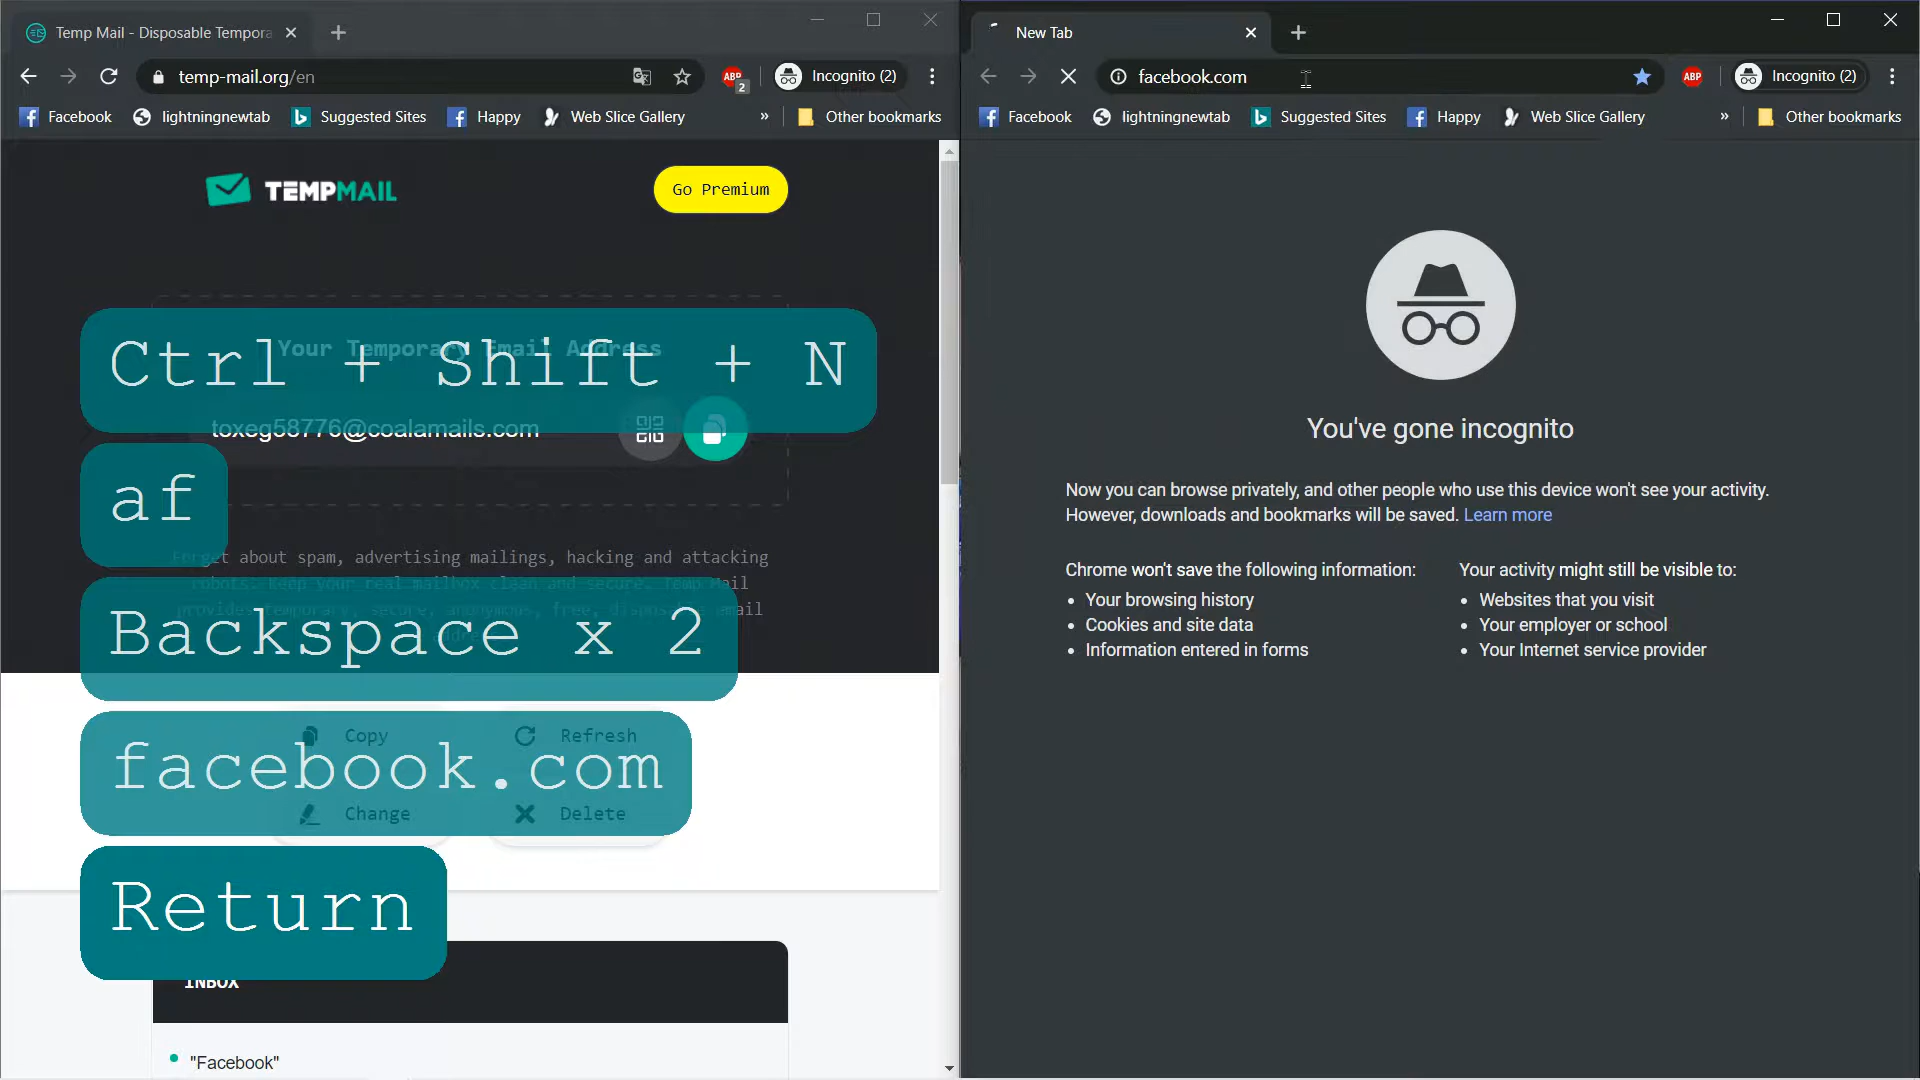 Temp Mail - Disposable Tempora
temp-mail.org/en
ABP
2
Incognito (2)
Facebook
lightningnewtab
Suggested Sites
Happy
Web Slice Gallery
»
Other bookmarks
TEMPMAIL
Go Premium
Your Temporary Email Address
Ctrl + Shift + N
toxeg58776@coalamails.com
af
Forget about spam, advertising mailings, hacking and attacking
robots. Keep your real mailbox clean and secure. Temp Mail
provides temporary, secure, anonymous, free, disposable email
Backspace x 2
Copy
Refresh
facebook.com
Change
Delete
Return
INBOX
"Facebook"
New Tab
facebook.com
ABP
Incognito (2)
Facebook
lightningnewtab
Suggested Sites
Happy
Web Slice Gallery
»
Other bookmarks
You've gone incognito
Now you can browse privately, and other people who use this device won't see your activity.
However, downloads and bookmarks will be saved. Learn more
Chrome won't save the following information:
Your browsing history
Cookies and site data
Information entered in forms
Your activity might still be visible to:
Websites that you visit
Your employer or school
Your Internet service provider